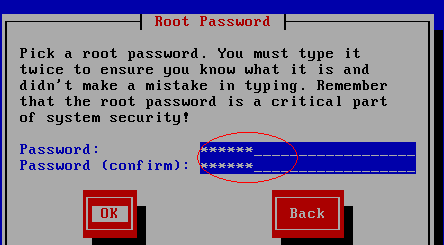 Root Password
Pick a root password. You must type it
twice to ensure you know what it is and
didn't make a mistake in typing. Remember
that the root password is a critical part
of system security!
Password: ******_______________
Password (confirm): ******_______________
OK Back